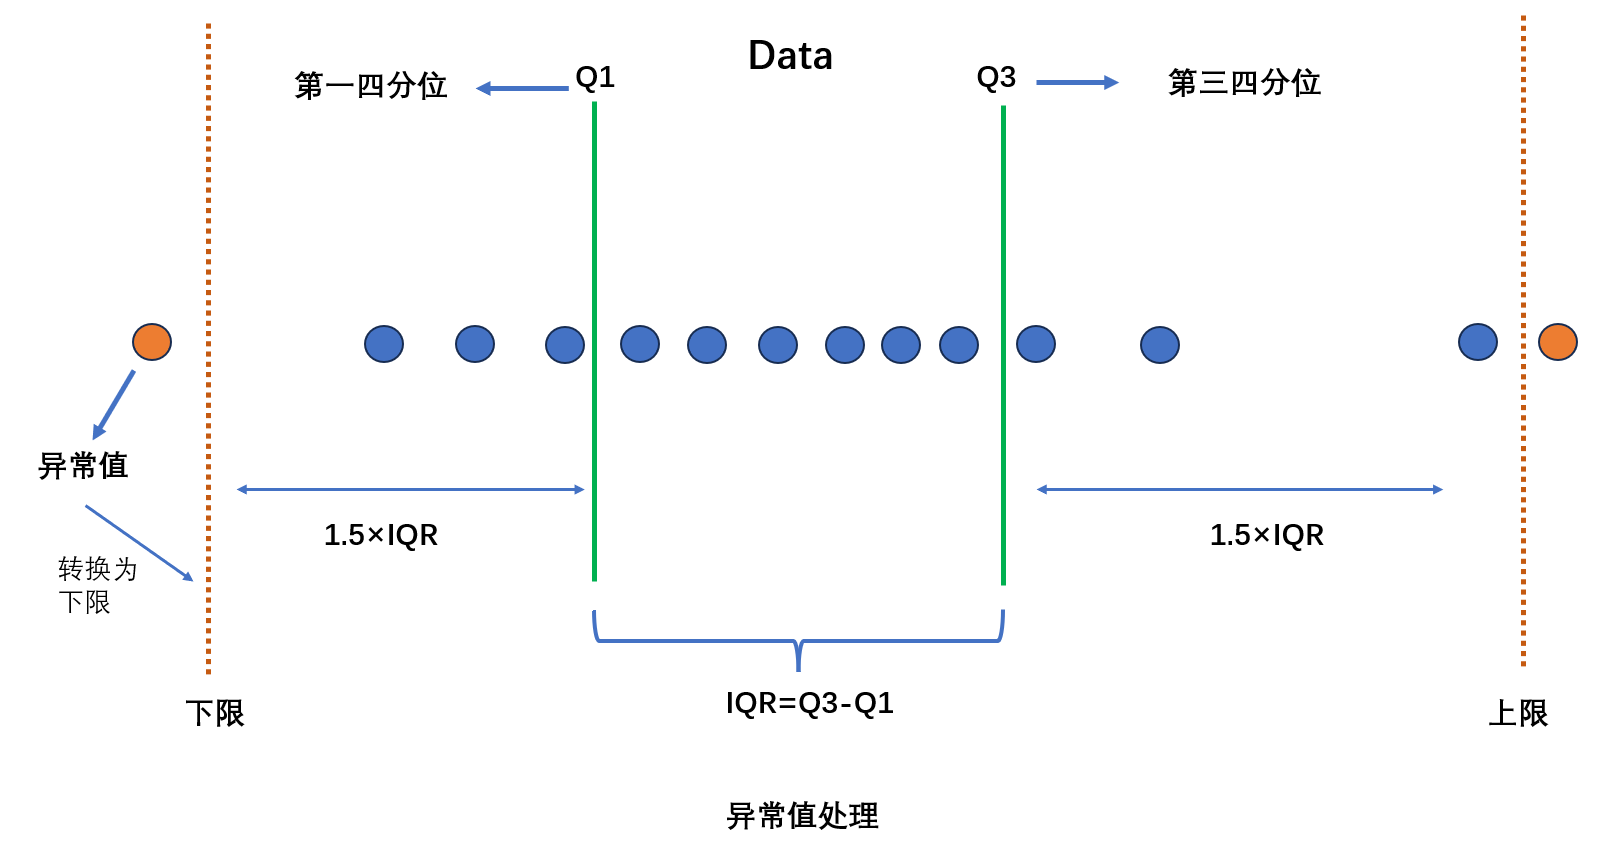 Data
第一四分位
Q1
Q3
第三四分位
异常值
1.5×IQR
1.5×IQR
转换为
下限
下限
IQR=Q3-Q1
上限
异常值处理